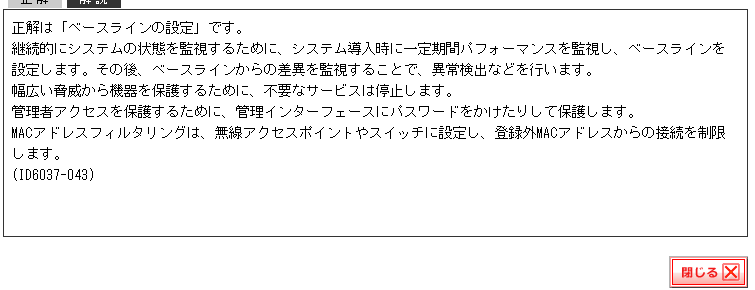 正解 解説
正解は「ベースラインの設定」です。
継続的にシステムの状態を監視するために、システム導入時に一定期間パフォーマンスを監視し、ベースラインを
設定します。その後、ベースラインからの差異を監視することで、異常検出などを行います。
幅広い脅威から機器を保護するために、不要なサービスは停止します。
管理者アクセスを保護するために、管理インターフェースにパスワードをかけたりして保護します。
MACアドレスフィルタリングは、無線アクセスポイントやスイッチに設定し、登録外MACアドレスからの接続を制限
します。
(ID6037-043)
閉じる